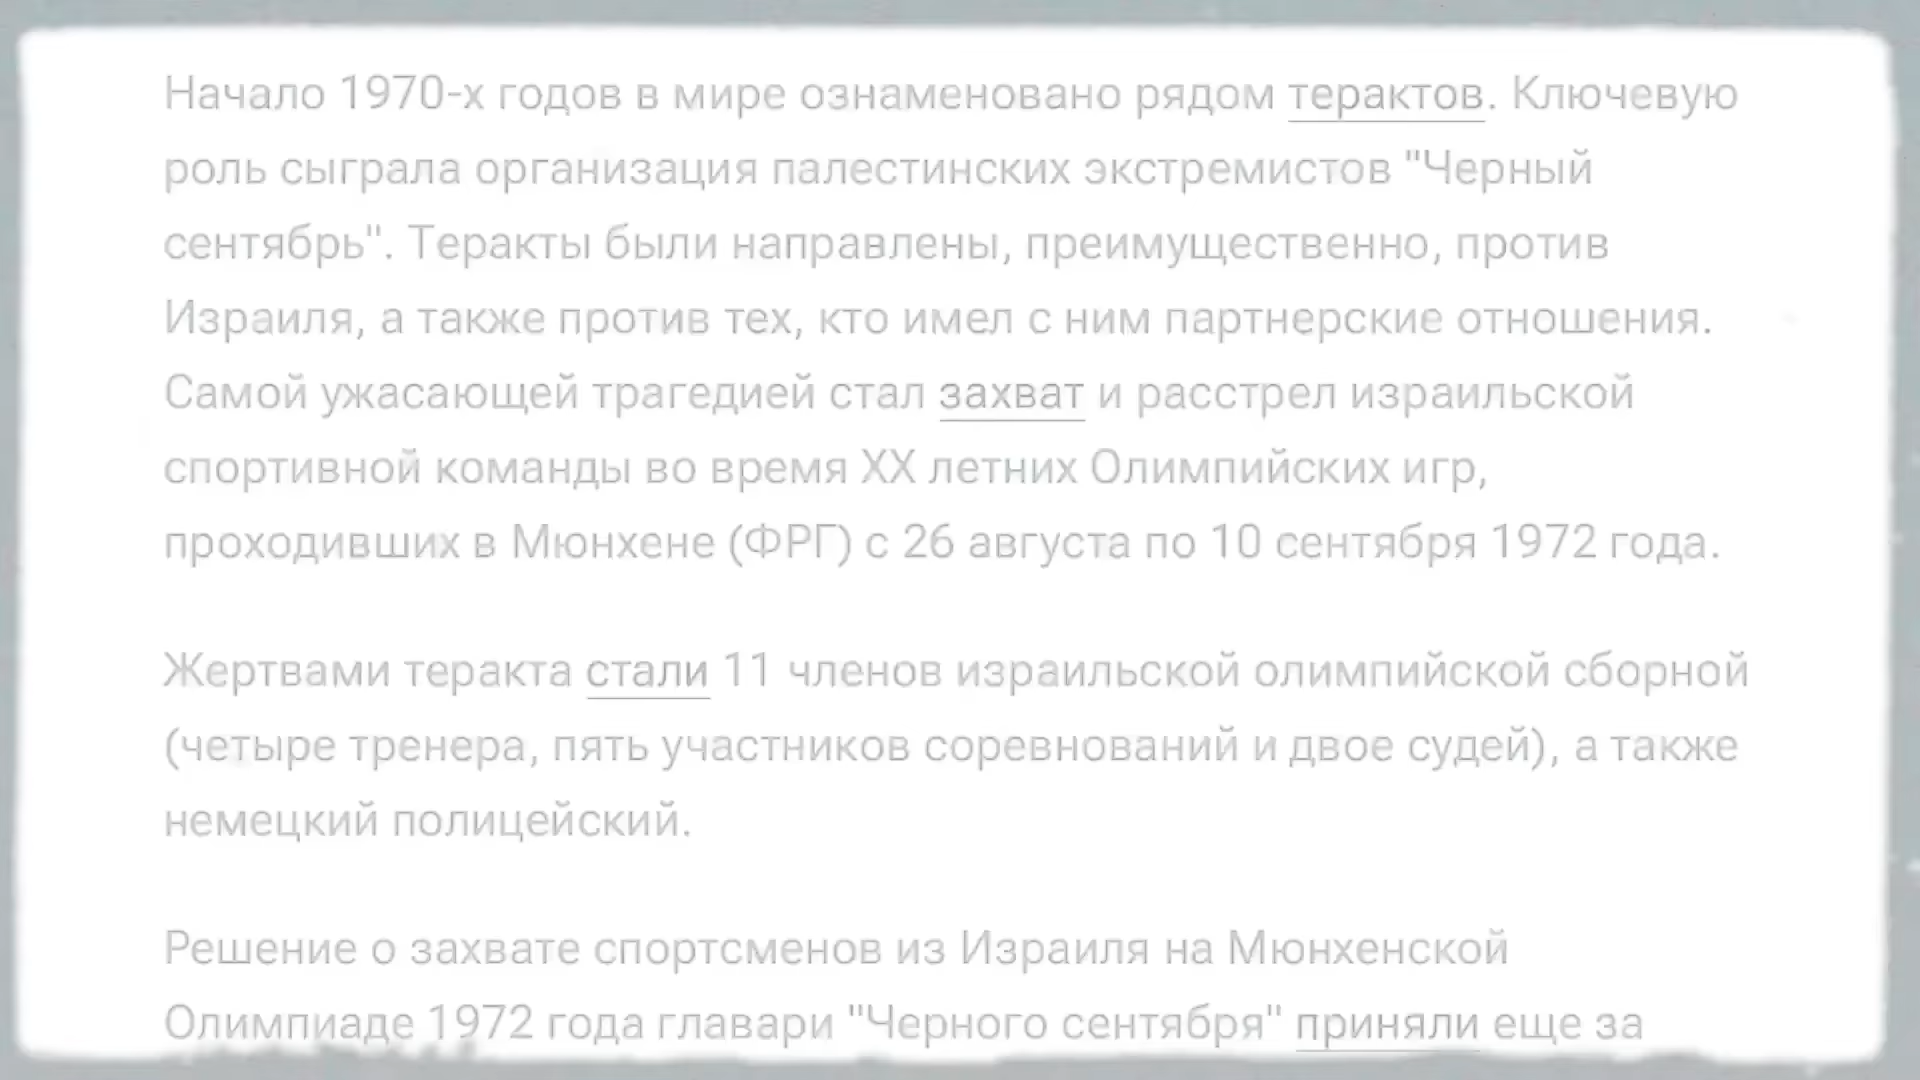 Начало 1970-х годов в мире ознаменовано рядом терактов. Ключевую
роль сыграла организация палестинских экстремистов "Черный
сентябрь". Теракты были направлены, преимущественно, против
Израиля, а также против тех, кто имел с ним партнерские отношения.
Самой ужасающей трагедией стал захват и расстрел израильской
спортивной команды во время XX летних Олимпийских игр,
проходивших в Мюнхене (ФРГ) с 26 августа по 10 сентября 1972 года.
Жертвами теракта стали 11 членов израильской олимпийской сборной
(четыре тренера, пять участников соревнований и двое судей), а также
немецкий полицейский.
Решение о захвате спортсменов из Израиля на Мюнхенской
Олимпиаде 1972 года главари "Черного сентября" приняли еще за